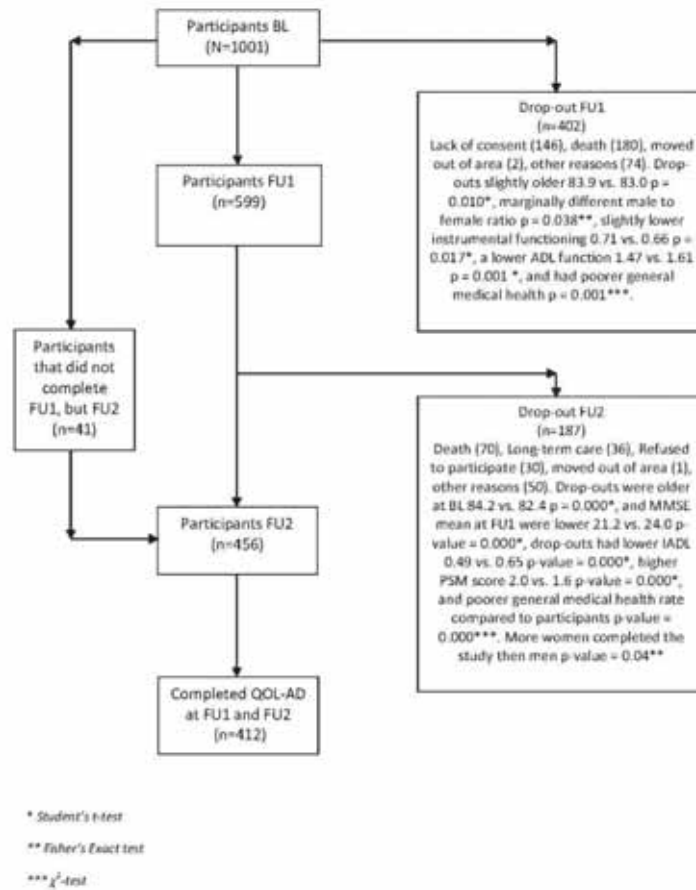 Participants BL
(N=1001)
Drop-out FU1
(n=402)
Lack of consent (146), death (180), moved
out of area (2), other reasons (74). Drop-
outs slightly older 83.9 vs. 83.0 p =
0.010*, marginally different male to
female ratio p = 0.038**, slightly lower
instrumental functioning 0.71 vs. 0.66 p =
0.017*, a lower ADL function 1.47 vs. 1.61
p = 0.001 *, and had poorer general
medical health p = 0.001***.
Participants FU1
(n=599)
Participants
that did not
complete
FU1, but FU2
(n=41)
Drop-out FU2
(n=187)
Death (70), Long-term care (36), Refused
to participate (30), moved out of area (1),
other reasons (50). Drop-outs were older
at BL 84.2 vs. 82.4 p = 0.000*, and MMSE
mean at FU1 were lower 21.2 vs. 24.0 p-
value = 0.000*, drop-outs had lower IADL
0.49 vs. 0.65 p-value = 0.000*, higher
PSM score 2.0 vs. 1.6 p-value = 0.000*,
and poorer general medical health rate
compared to participants p-value =
0.000***. More women completed the
study then men p-value = 0.04**
Participants FU2
(n=456)
Completed QOL-AD
at FU1 and FU2
(n=412)
* Student's t-test
** Fisher's Exact test
*** χ²-test